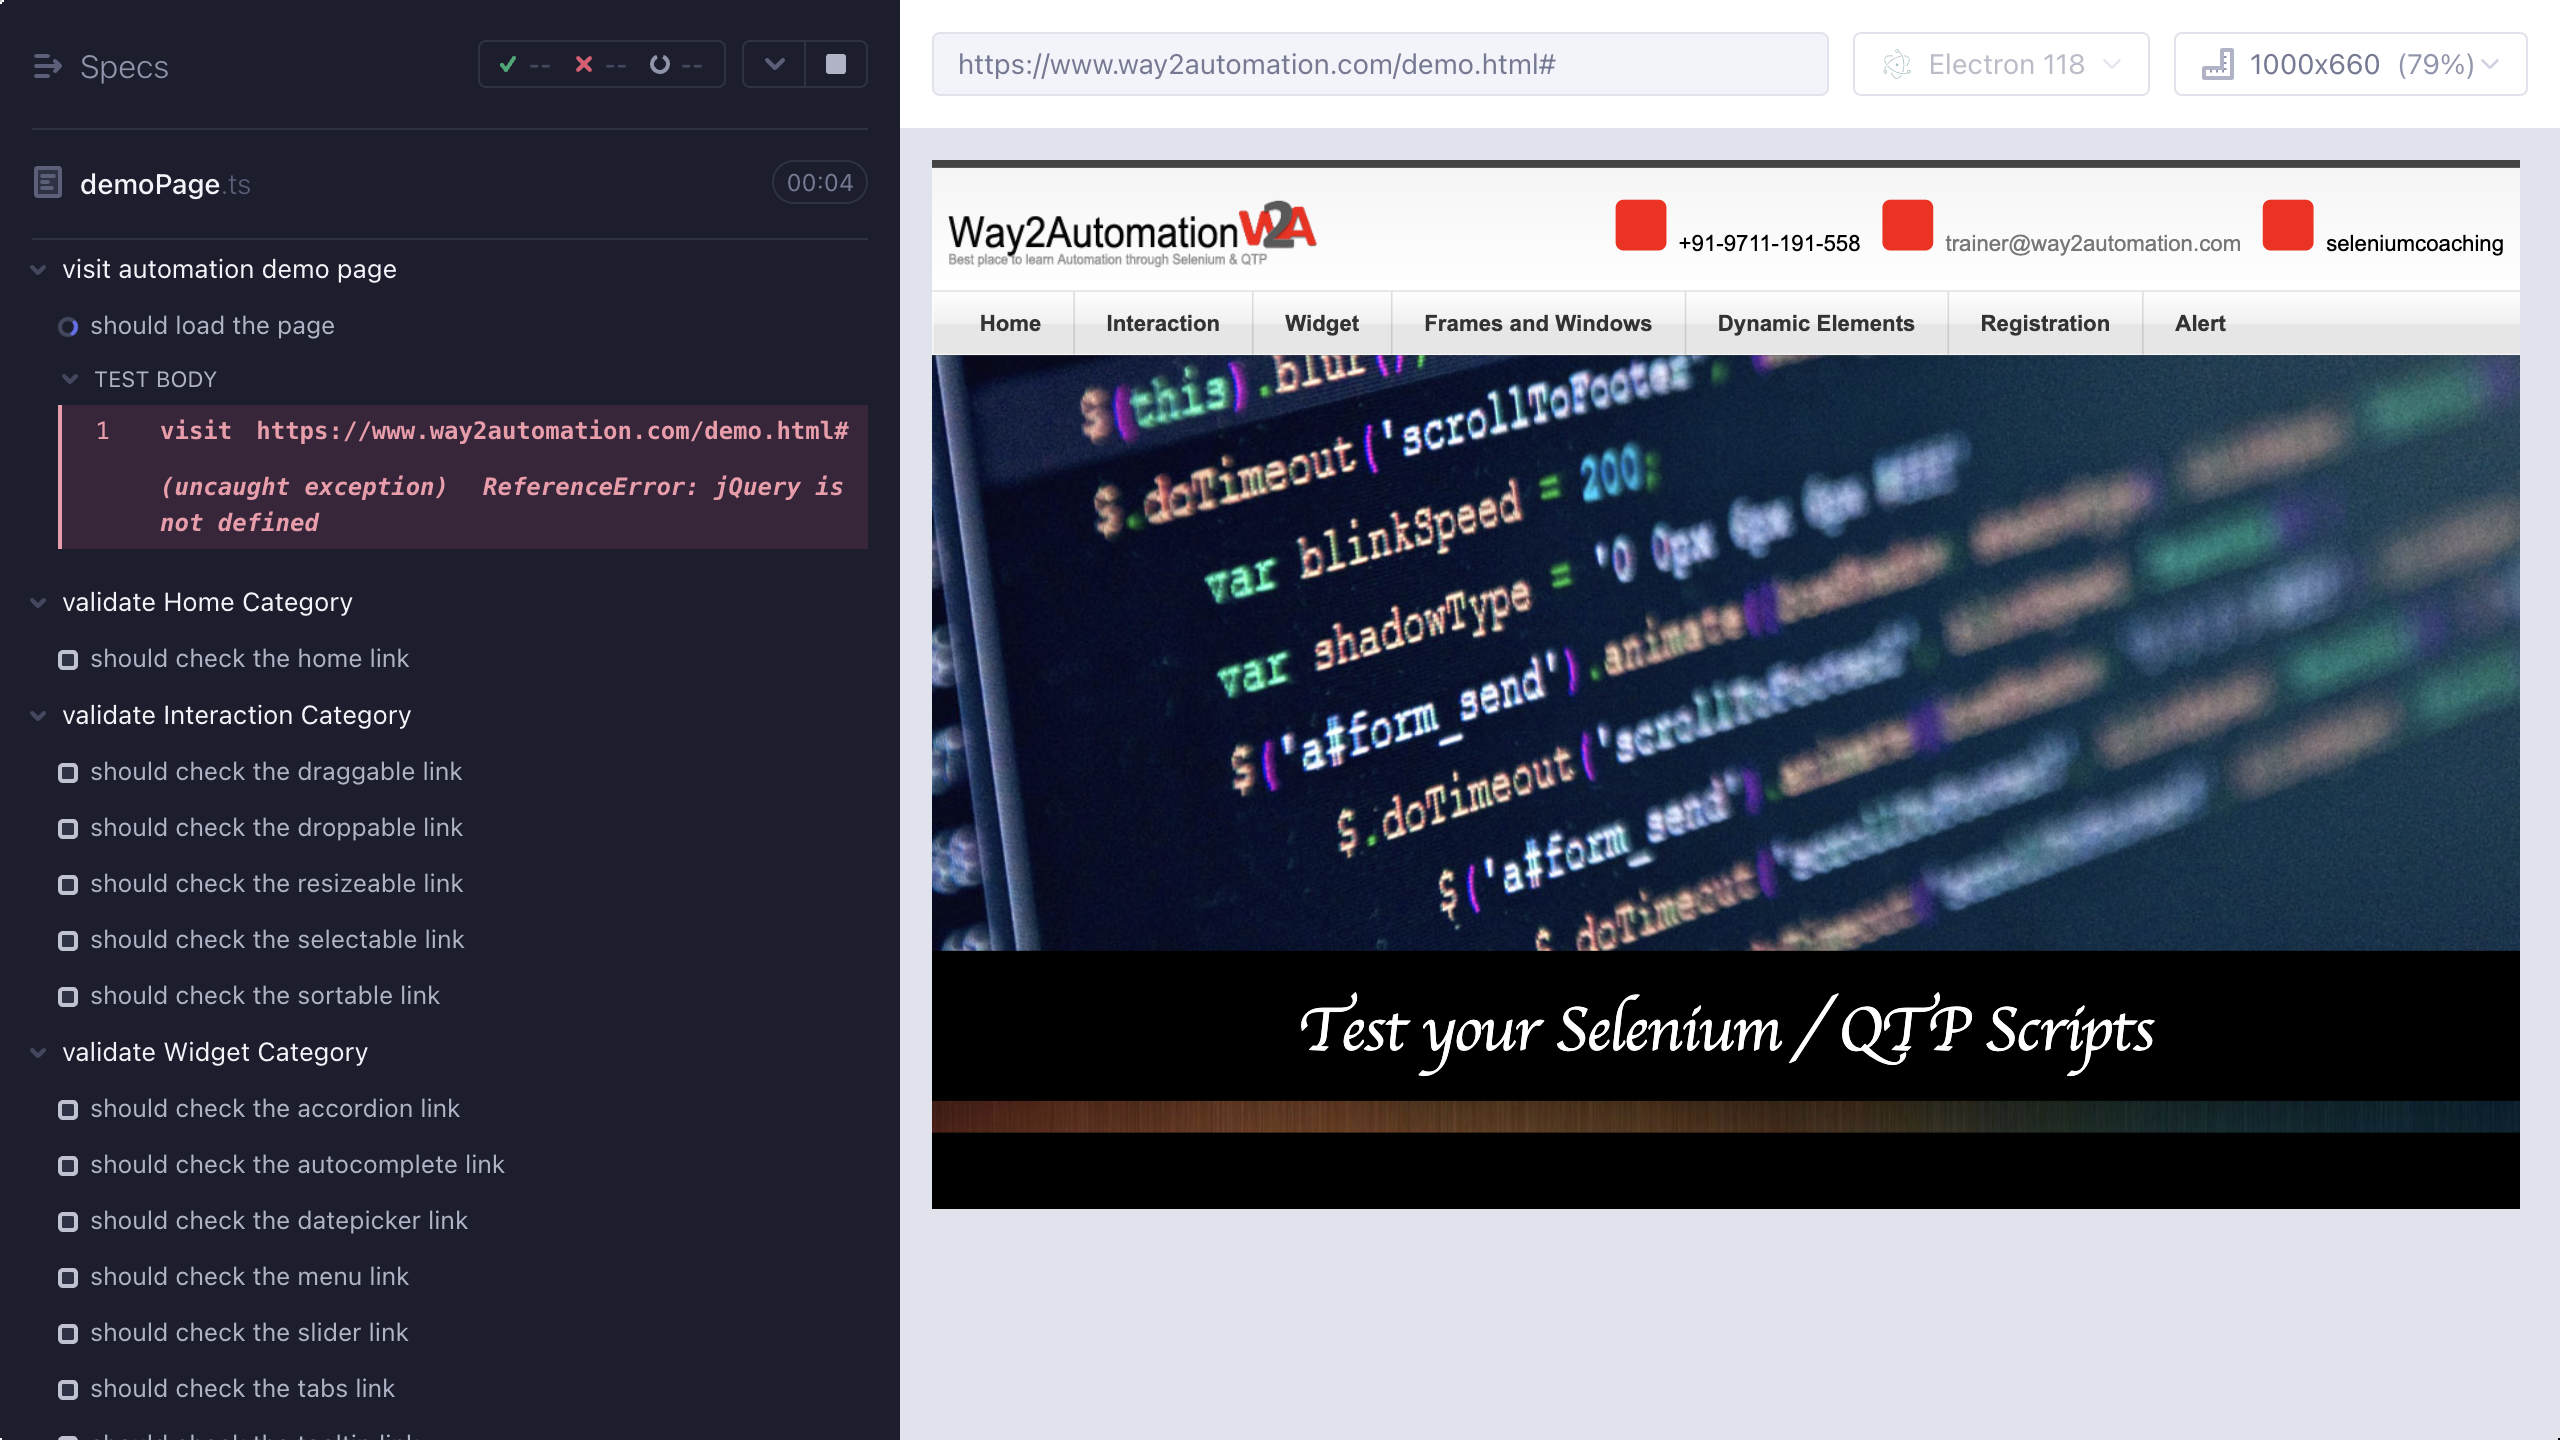 Specs
--
--
--
demoPage.ts
00:04
visit automation demo page
should load the page
TEST BODY
1 visit https://www.way2automation.com/demo.html#
(uncaught exception) ReferenceError: jQuery is
not defined
validate Home Category
should check the home link
validate Interaction Category
should check the draggable link
should check the droppable link
should check the resizeable link
should check the selectable link
should check the sortable link
validate Widget Category
should check the accordion link
should check the autocomplete link
should check the datepicker link
should check the menu link
should check the slider link
should check the tabs link
https://www.way2automation.com/demo.html#
Electron 118
1000x660 (79%)
Way2Automation W2A
Best place to learn Automation through Selenium & QTP
+91-9711-191-558
trainer@way2automation.com
seleniumcoaching
Home
Interaction
Widget
Frames and Windows
Dynamic Elements
Registration
Alert
$(this).blur();
$.doTimeout('scrollToFooter',
var blinkSpeed = 200;
var shadowType = '0 0px 0px 0px
$('a#form_send').animate(
$.doTimeout('scrollToFooter'
$('a#form_send').
$.doTimeout(
Test your Selenium / QTP Scripts